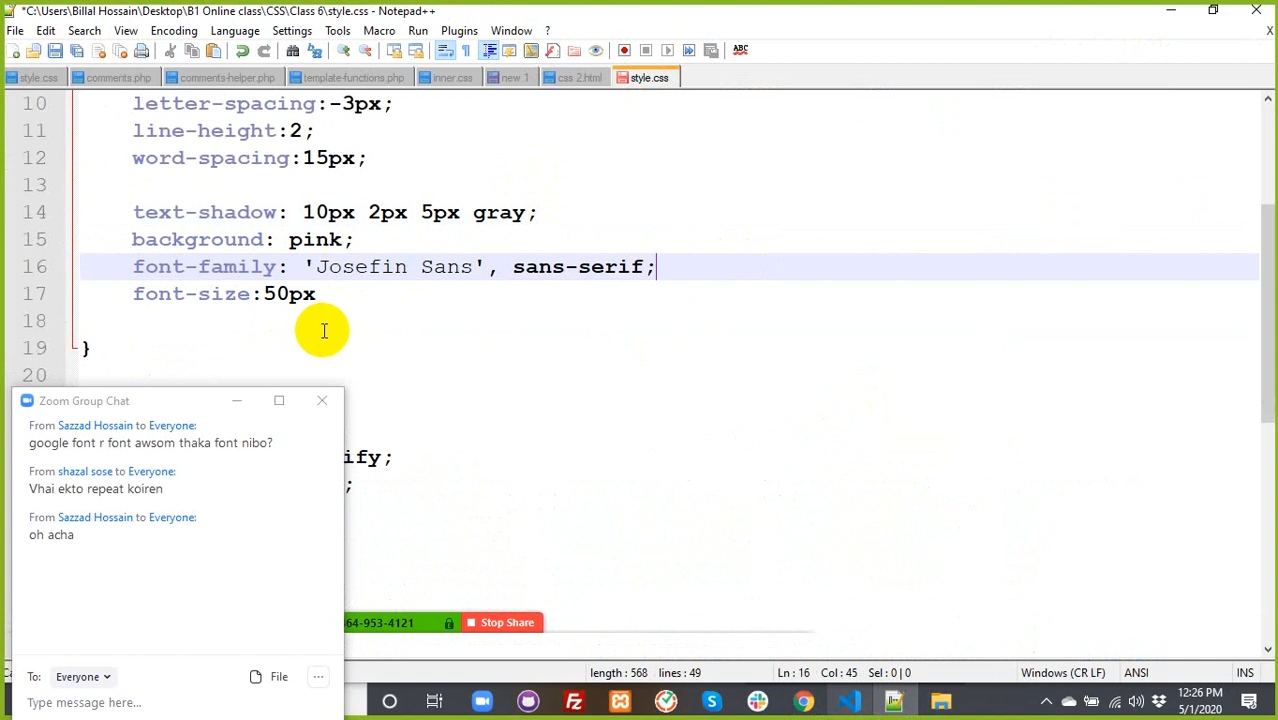 *C:\Users\Billal Hossain\Desktop\B1 Online class\CSS\Class 6\style.css - Notepad++
File Edit Search View Encoding Language Settings Tools Macro Run Plugins Window ? X
style.css comments.php comments-helper.php template-functions.php inner.css new 1 css 2.html style.css
10 letter-spacing:-3px;
11 line-height:2;
12 word-spacing:15px;
13
14 text-shadow: 10px 2px 5px gray;
15 background: pink;
16 font-family: 'Josefin Sans', sans-serif;
17 font-size:50px
18
19 }
20
Zoom Group Chat
From Sazzad Hossain to Everyone:
google font r font awsom thaka font nibo?
From shazal sose to Everyone:
ify;
Vhai ekto repeat koiren
;
From Sazzad Hossain to Everyone:
oh acha
464-953-4121 Stop Share
To: Everyone File ...
length : 568 lines : 49 Ln : 16 Col : 45 Sel : 0 | 0 Windows (CR LF) ANSI INS
Type message here...
12:26 PM
5/1/2020